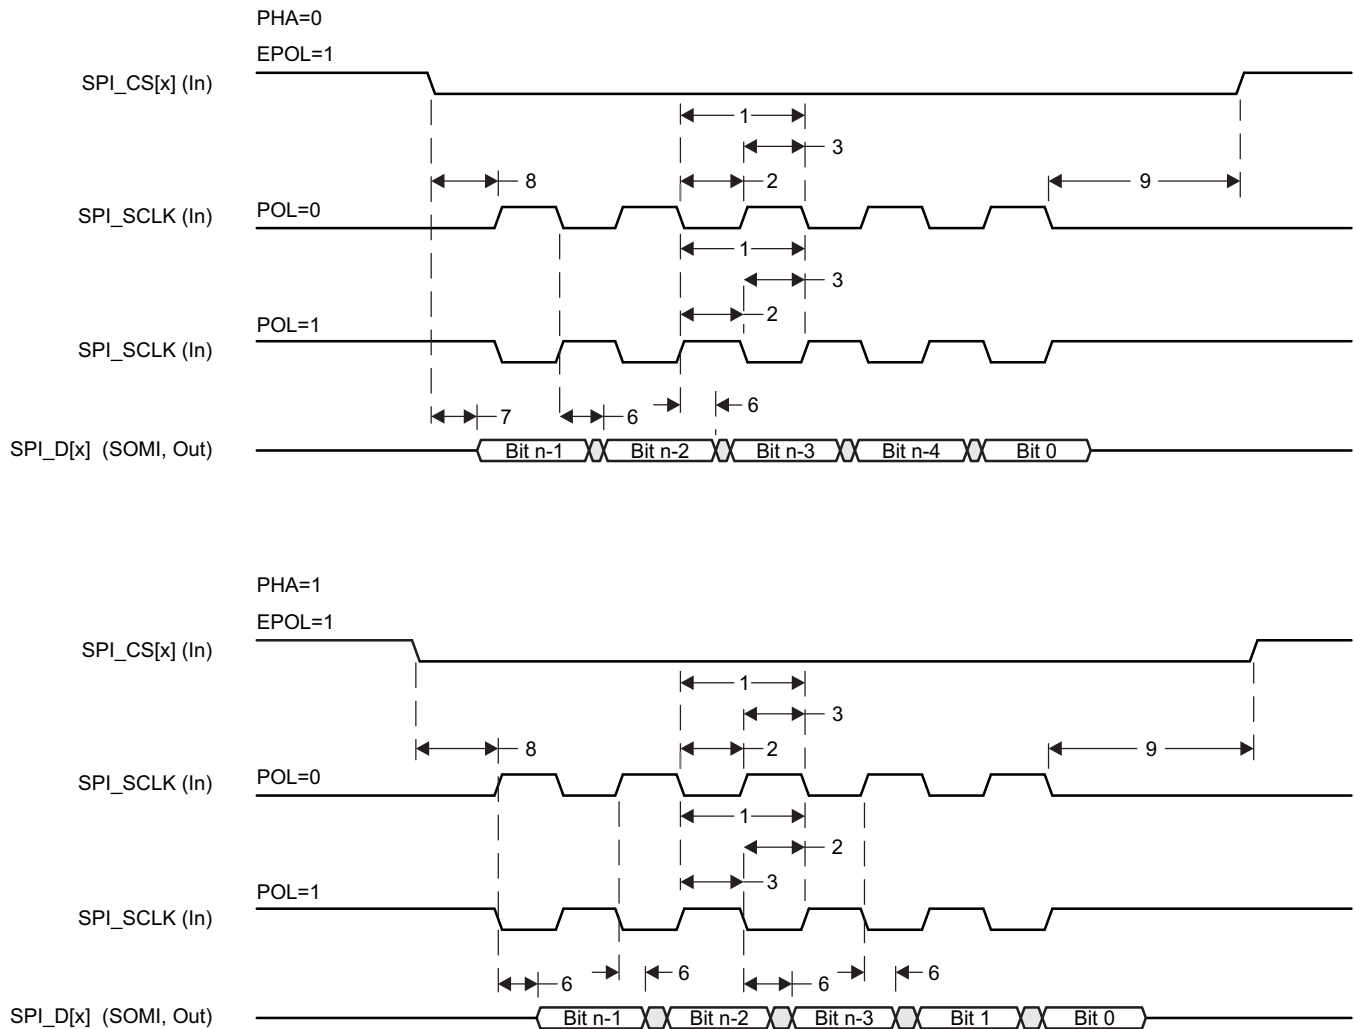 PHA=0
EPOL=1
SPI_CS[x] (In)
1
3
8
2
9
SPI_SCLK (In)
POL=0
1
3
2
POL=1
SPI_SCLK (In)
7
6
6
SPI_D[x] (SOMI, Out)
Bit n-1
Bit n-2
Bit n-3
Bit n-4
Bit 0
PHA=1
EPOL=1
SPI_CS[x] (In)
1
3
8
2
9
SPI_SCLK (In)
POL=0
1
2
3
POL=1
SPI_SCLK (In)
6
6
6
6
SPI_D[x] (SOMI, Out)
Bit n-1
Bit n-2
Bit n-3
Bit 1
Bit 0